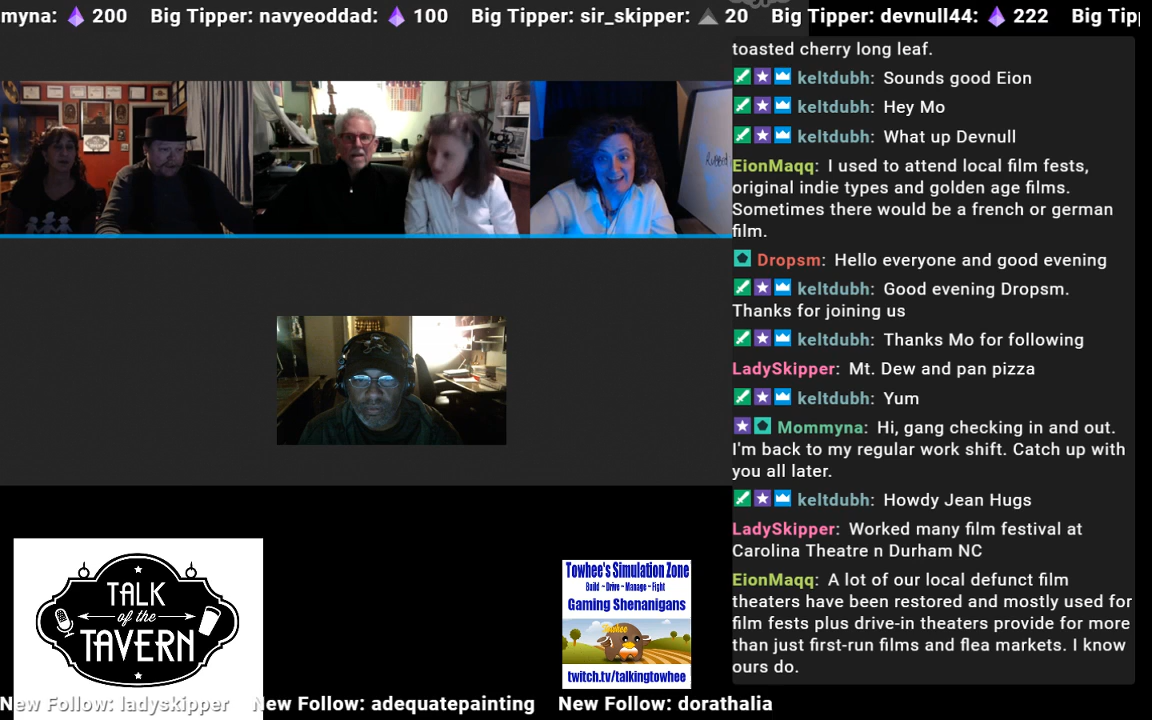 myna: 200 Big Tipper: navyeoddad: 100 Big Tipper: sir_skipper: 20 Big Tipper: devnull44: 222 Big Tip
toasted cherry long leaf.
keltdubh: Sounds good Eion
keltdubh: Hey Mo
keltdubh: What up Devnull
EionMaqq: I used to attend local film fests,
original indie types and golden age films.
Sometimes there would be a french or german
film.
Dropsm: Hello everyone and good evening
keltdubh: Good evening Dropsm.
Thanks for joining us
keltdubh: Thanks Mo for following
LadySkipper: Mt. Dew and pan pizza
keltdubh: Yum
Mommyna: Hi, gang checking in and out.
I'm back to my regular work shift. Catch up with
you all later.
keltdubh: Howdy Jean Hugs
LadySkipper: Worked many film festival at
Carolina Theatre n Durham NC
EionMaqq: A lot of our local defunct film
theaters have been restored and mostly used for
film fests plus drive-in theaters provide for more
than just first-run films and flea markets. I know
ours do.
TALK
of the
TAVERN
Towhee's Simulation Zone
Build - Drive - Manage - Fight
Gaming Shenanigans
Towhee
twitch.tv/talkingtowhee
New Follow: ladyskipper New Follow: adequatepainting New Follow: dorathalia